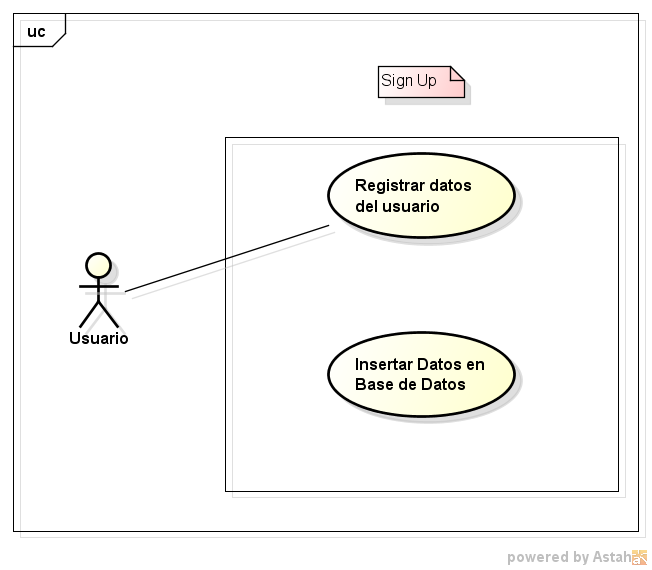 uc
Sign Up
Registrar datos
del usuario
Usuario
Insertar Datos en
Base de Datos
powered by Astah